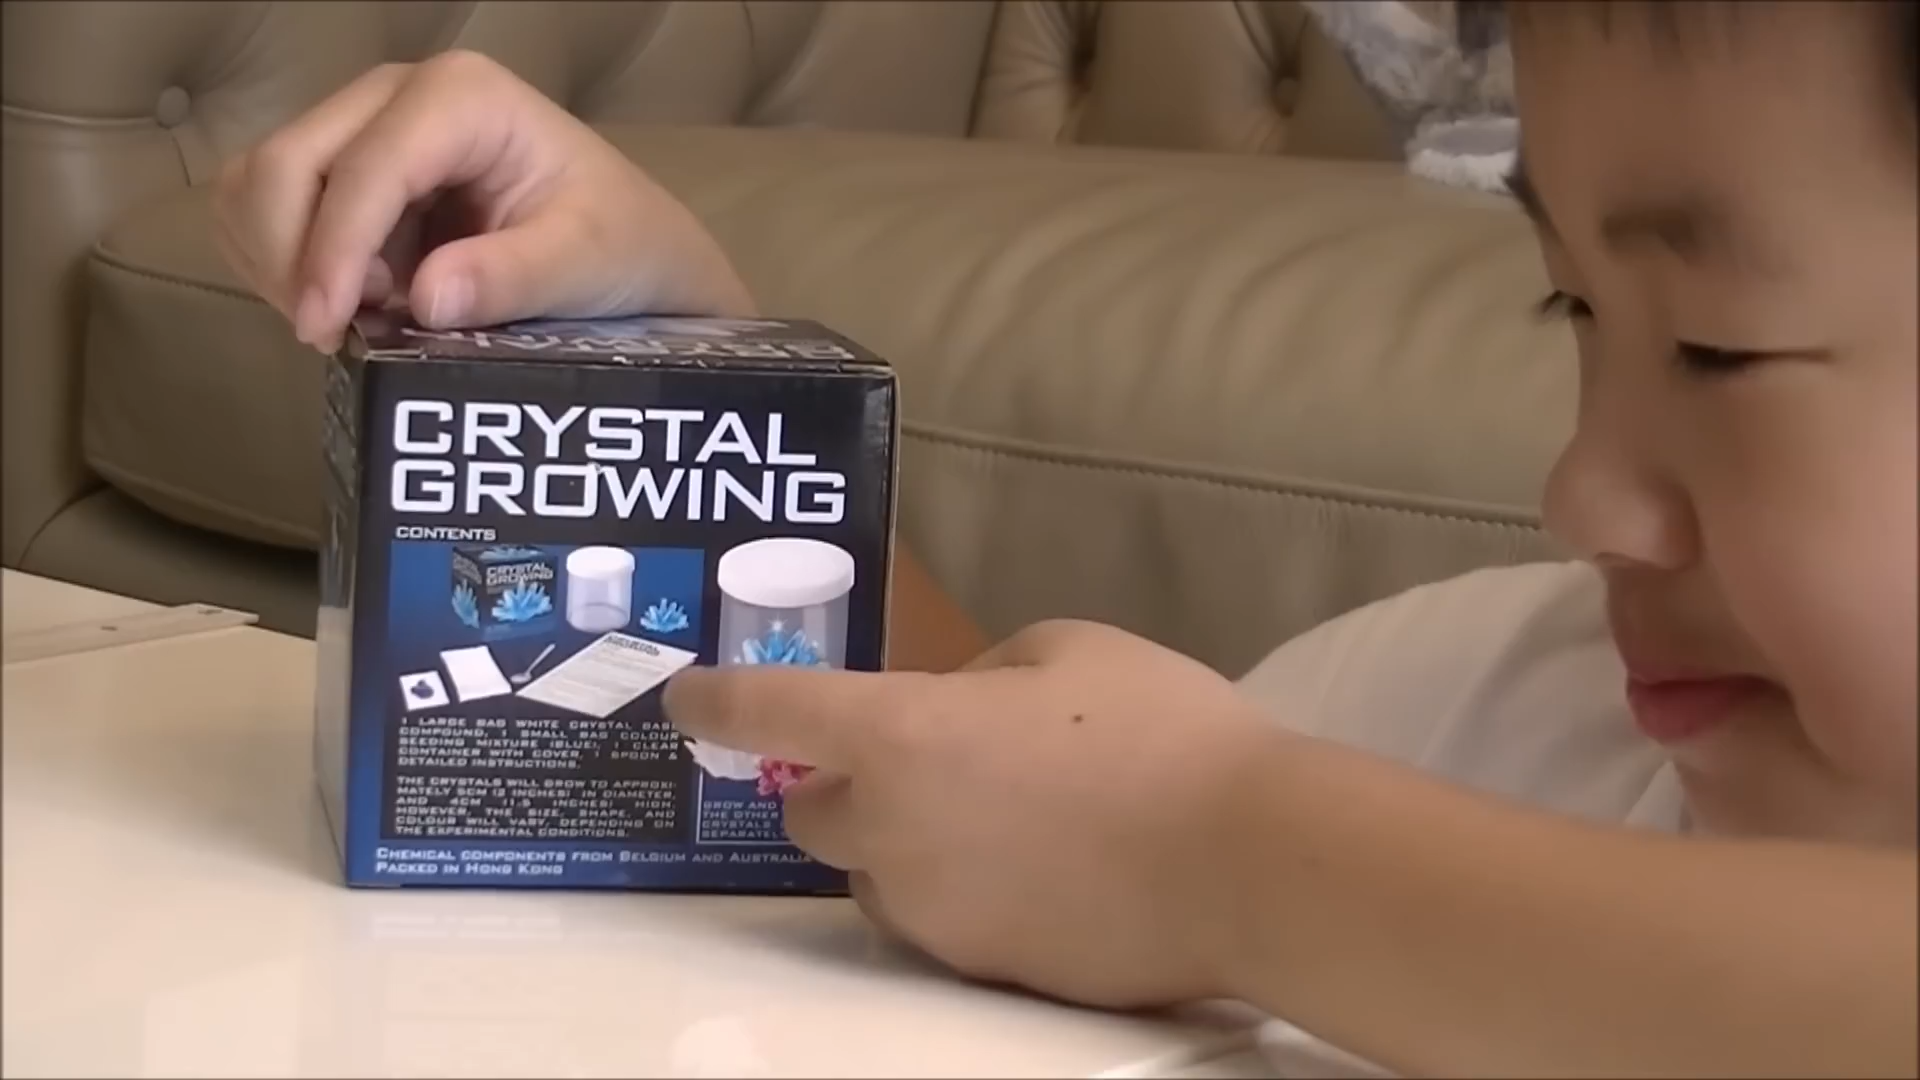 CRYSTAL
GROWING
CONTENTS
CRYSTAL
GROWING
1 LARGE BAG WHITE CRYSTAL BASE
COMPOUND, 1 SMALL BAG COLOUR
SEEDING MIXTURE (BLUE), 1 CLEAR
CONTAINER WITH COVER, 1 SPOON &
DETAILED INSTRUCTIONS.
THE CRYSTALS WILL GROW TO APPROXI-
MATELY 5CM (2 INCHES) IN DIAMETER,
AND 4CM (1.5 INCHES) HIGH.
HOWEVER, THE SIZE, SHAPE, AND
COLOUR WILL VARY, DEPENDING ON
THE EXPERIMENTAL CONDITIONS.
GROW AND
THE OTHER
CRYSTALS
SEPARATELY
CHEMICAL COMPONENTS FROM BELGIUM AND AUSTRALIA
PACKED IN HONG KONG